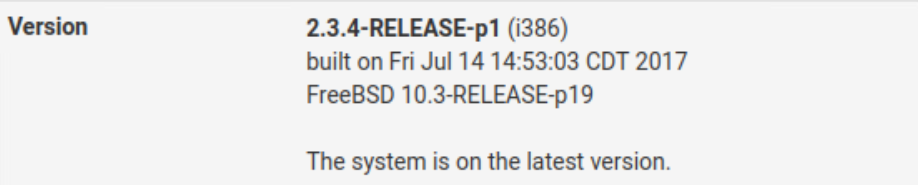 Version
2.3.4-RELEASE-p1 (i386)
built on Fri Jul 14 14:53:03 CDT 2017
FreeBSD 10.3-RELEASE-p19
The system is on the latest version.